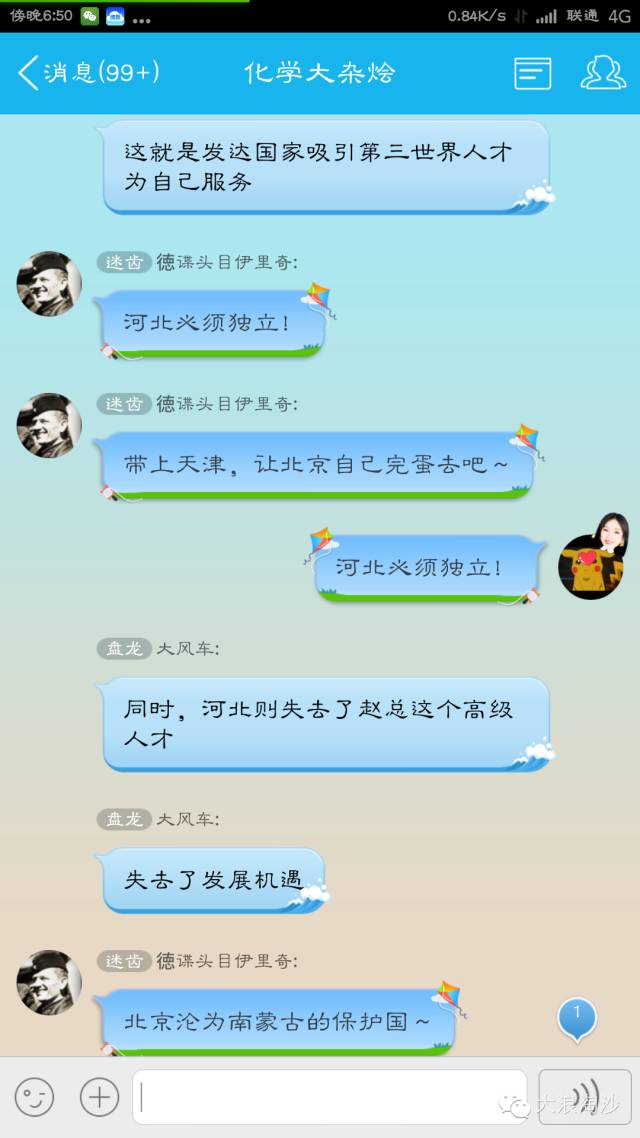 傍晚6:50 ... 0.84K/s 联通 4G
消息(99+) 化学大杂烩
这就是发达国家吸引第三世界人才
为自己服务
迷齿 德谍头目伊里奇:
河北必须独立!
迷齿 德谍头目伊里奇:
带上天津，让北京自己完蛋去吧~
河北必须独立!
盘龙 大风车:
同时，河北则失去了赵总这个高级
人才
盘龙 大风车:
失去了发展机遇
迷齿 德谍头目伊里奇:
北京沦为南蒙古的保护国~
1
大浪淘沙